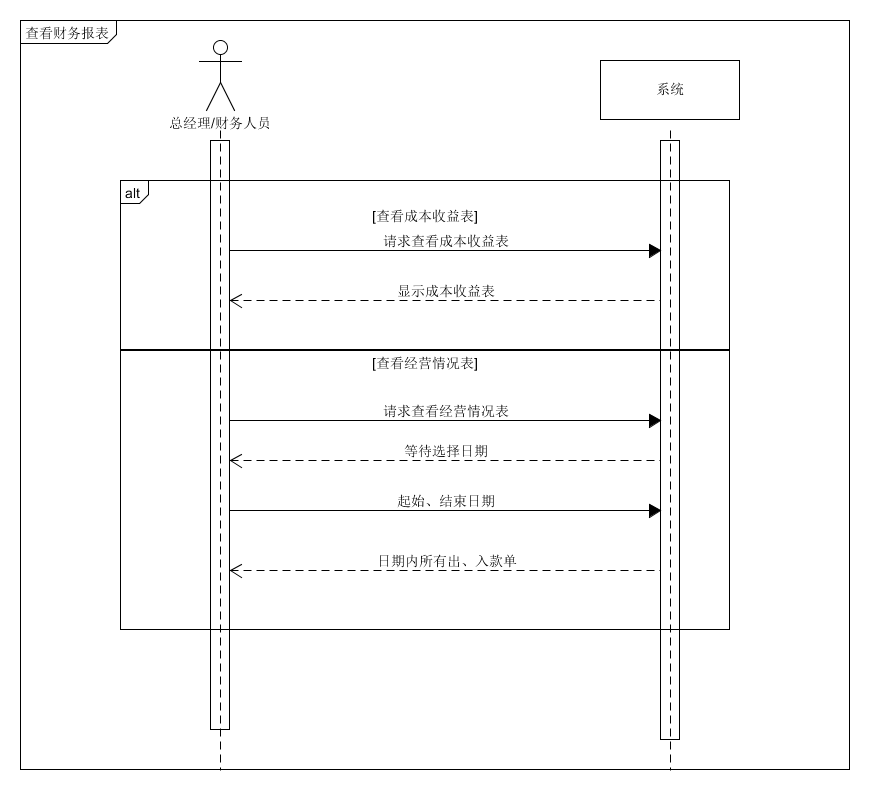 查看财务报表
总经理/财务人员
系统
alt
[查看成本收益表]
请求查看成本收益表
显示成本收益表
[查看经营情况表]
请求查看经营情况表
等待选择日期
起始、结束日期
日期内所有出、入款单